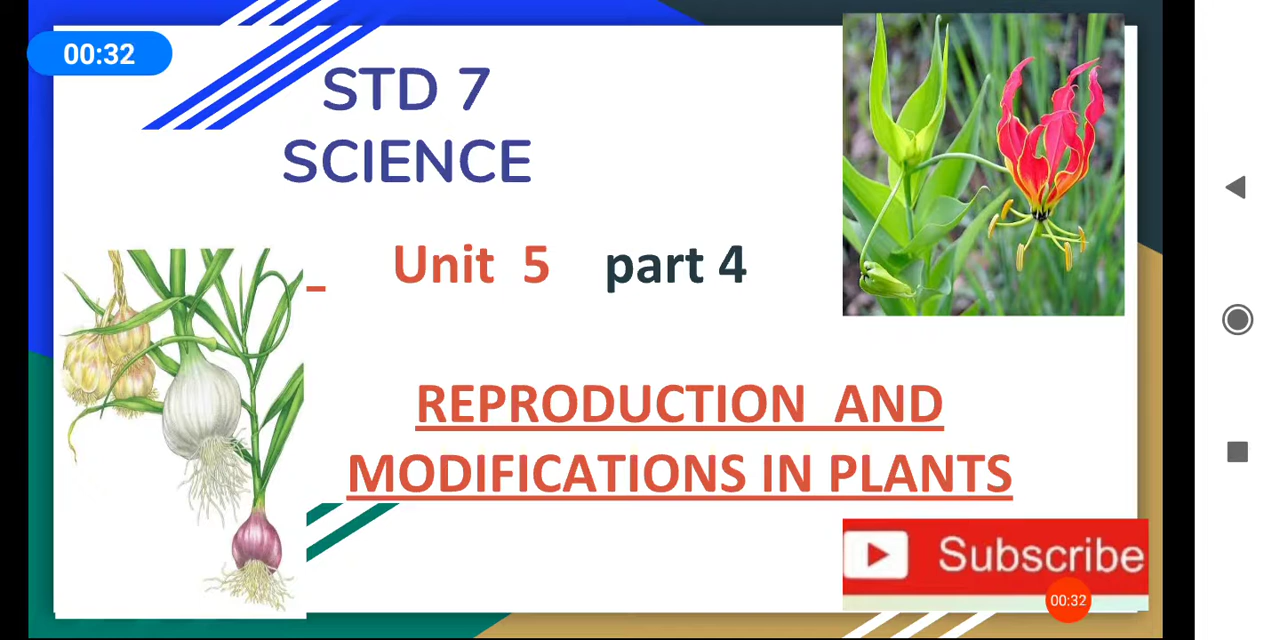 00:32
STD 7
SCIENCE
Unit 5 part 4
REPRODUCTION AND
MODIFICATIONS IN PLANTS
Subscribe
00:32